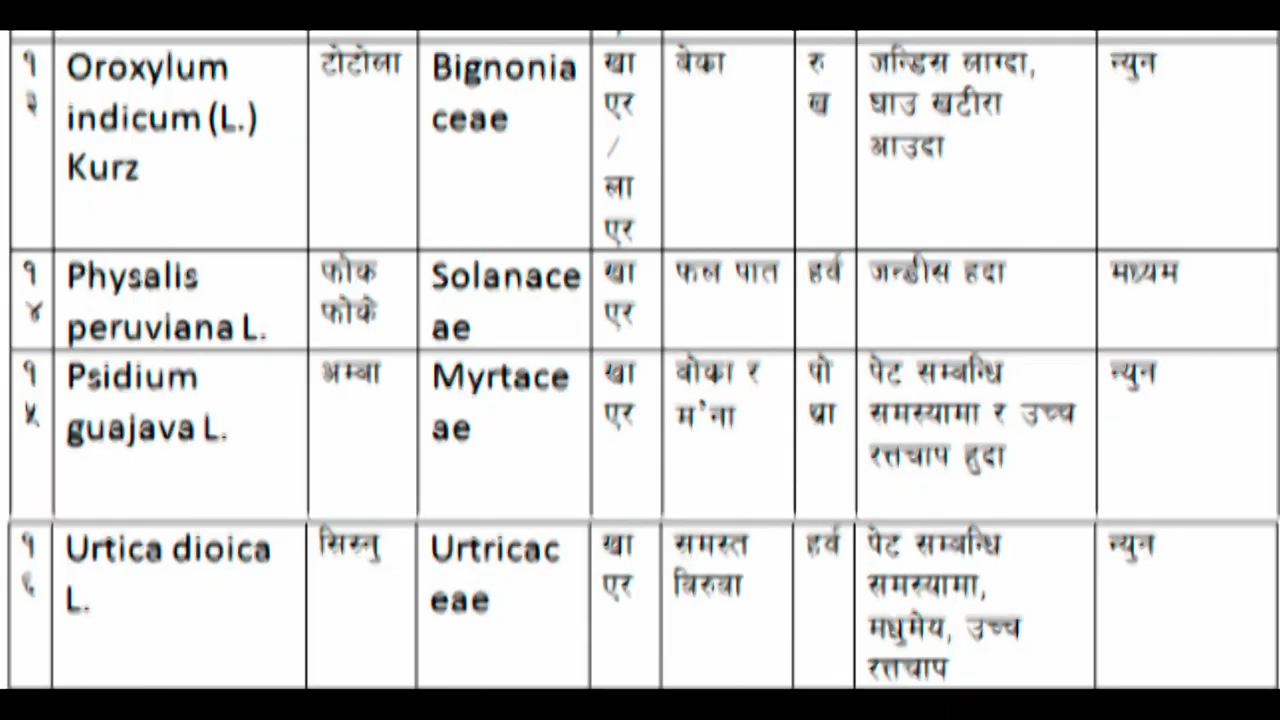 १३ Oroxylum indicum (L.) Kurz टोटोला Bignoniaceae खाएर / लाएर बोक्रा रुख जन्डिस लाग्दा, घाउ खटीरा आउदा न्युन
१४ Physalis peruviana L. फोक फोके Solanaceae खाएर फल पात हर्व जन्डीस हुदा मध्यम
१५ Psidium guajava L. अम्बा Myrtaceae खाएर बोक्रा र म'ना पोथ्रा पेट सम्बन्धि समस्यामा र उच्च रत्तचाप हुदा न्युन
१६ Urtica dioica L. सिस्नु Urtricaceae खाएर समस्त बिरुवा हर्व पेट सम्बन्धि समस्यामा, मधुमेय, उच्च रत्तचाप न्युन